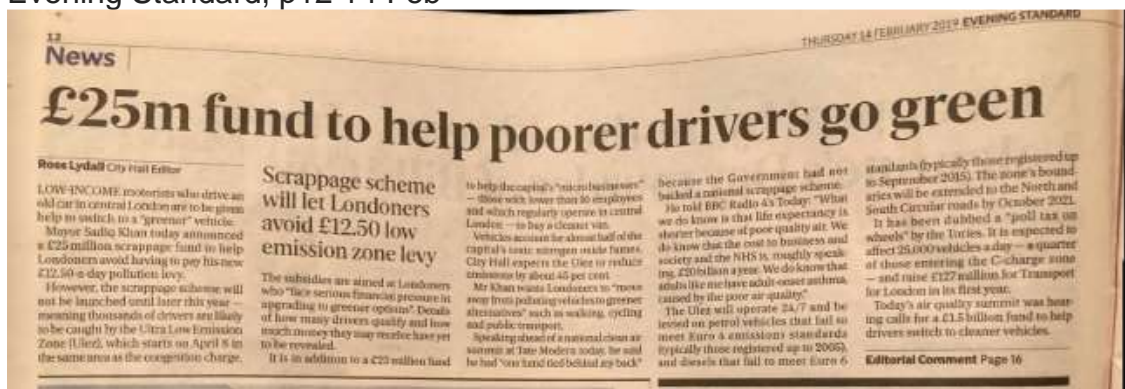 Evening Standard, p12 14 Feb
12
THURSDAY 14 FEBRUARY 2019 EVENING STANDARD
News
£25m fund to help poorer drivers go green
Ross Lydall City Hall Editor
LOW-INCOME motorists who drive an
old car in central London are to be given
help to switch to a "greener" vehicle.
Mayor Sadiq Khan today announced
a £25 million scrappage fund to help
Londoners avoid having to pay his new
£12.50-a-day pollution levy.
However, the scrappage scheme will
not be launched until later this year —
meaning thousands of drivers are likely
to be caught by the Ultra Low Emission
Zone (Ulez), which starts on April 8 in
the same area as the congestion charge.
Scrappage scheme
will let Londoners
avoid £12.50 low
emission zone levy
The subsidies are aimed at Londoners
who "face serious financial pressure in
upgrading to greener options". Details
of how many drivers qualify and how
much money they may receive have yet
to be revealed.
It is in addition to a £23 million fund
to help the capital's "micro businesses"
— those with fewer than 10 employees
and which regularly operate in central
London — to buy a cleaner van.
Vehicles account for almost half of the
capital's toxic nitrogen oxide fumes.
City Hall expects the Ulez to reduce
emissions by about 45 per cent.
Mr Khan wants Londoners to "move
away from polluting vehicles to greener
alternatives" such as walking, cycling
and public transport.
Speaking ahead of a national clean air
summit at Tate Modern today, he said
he had "one hand tied behind my back"
because the Government had not
backed a national scrappage scheme.
He told BBC Radio 4's Today: "What
we do know is that life expectancy is
shorter because of poor quality air. We
do know that the cost to business and
society and the NHS is, roughly speak-
ing, £20 billion a year. We do know that
adults like me have adult-onset asthma,
caused by the poor air quality."
The Ulez will operate 24/7 and be
levied on petrol vehicles that fail to
meet Euro 4 emissions standards
(typically those registered up to 2005),
and diesels that fail to meet Euro 6
standards (typically those registered up
to September 2015). The zone's bound-
aries will be extended to the North and
South Circular roads by October 2021.
It has been dubbed a "poll tax on
wheels" by the Tories. It is expected to
affect 25,000 vehicles a day — a quarter
of those entering the C-charge zone
— and raise £127 million for Transport
for London in its first year.
Today's air quality summit was hear-
ing calls for a £1.5 billion fund to help
drivers switch to cleaner vehicles.
Editorial Comment Page 16